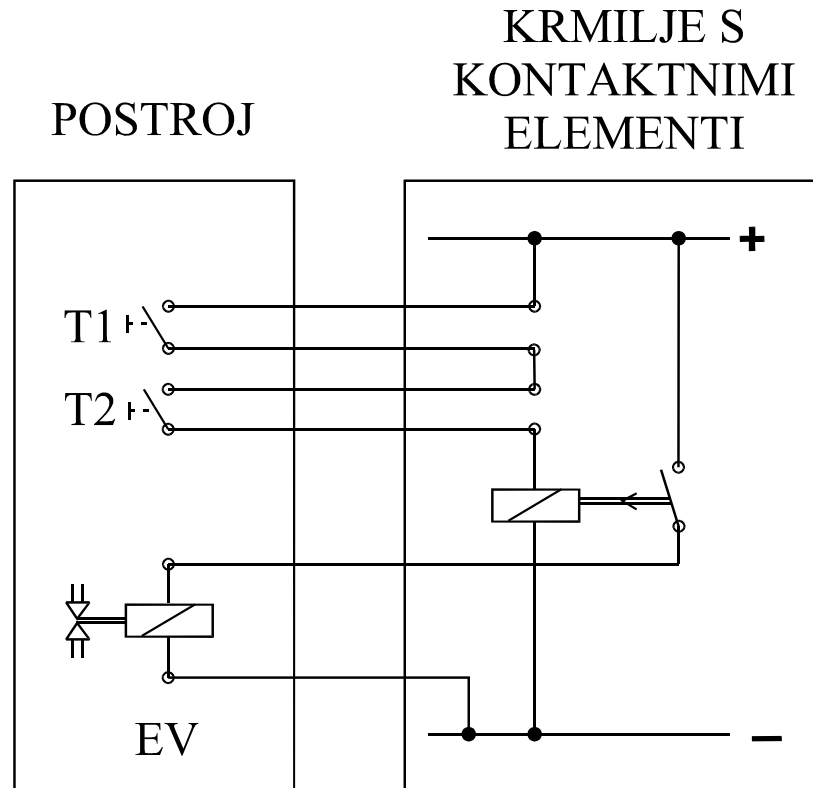 POSTROJ
KRMILJE S
KONTAKTNIMI
ELEMENTI
+
T1
T2
EV
−